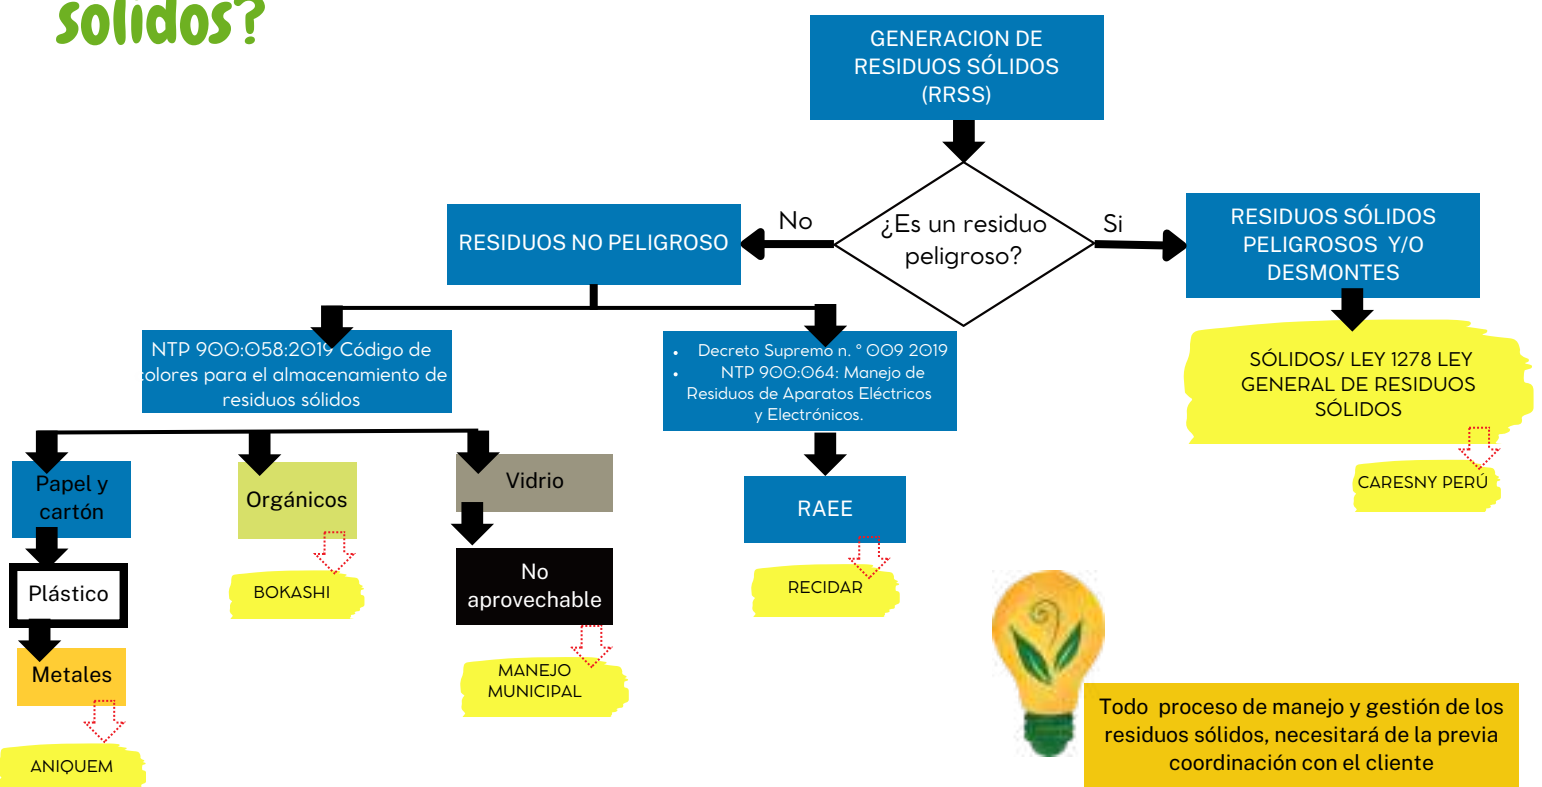 solidos?
GENERACION DE
RESIDUOS SÓLIDOS
(RRSS)
¿Es un residuo
peligroso?
No
Si
RESIDUOS NO PELIGROSO
RESIDUOS SÓLIDOS
PELIGROSOS Y/O
DESMONTES
NTP 900:058:2019 Código de
colores para el almacenamiento de
residuos sólidos
• Decreto Supremo n. ° 009 2019
• NTP 900:064: Manejo de
Residuos de Aparatos Eléctricos
y Electrónicos.
SÓLIDOS/ LEY 1278 LEY
GENERAL DE RESIDUOS
SÓLIDOS
CARESNY PERÚ
Papel y
cartón
Orgánicos
Vidrio
RAEE
Plástico
BOKASHI
No
aprovechable
RECIDAR
Metales
MANEJO
MUNICIPAL
ANIQUEM
Todo proceso de manejo y gestión de los
residuos sólidos, necesitará de la previa
coordinación con el cliente